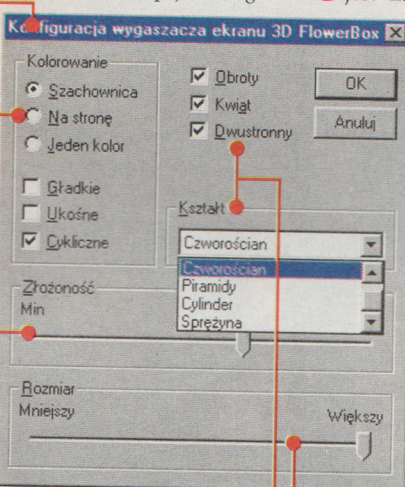 Konfiguracja wygaszacza ekranu 3D FlowerBox
Kolorowanie
Szachownica
Na stronę
Jeden kolor
Gładkie
Ukośne
Cykliczne
Obroty
Kwiat
Dwustronny
OK
Anuluj
Kształt
Czworościan
Czworościan
Piramidy
Cylinder
Sprężyna
Złożoność
Min
Rozmiar
Mniejszy
Większy